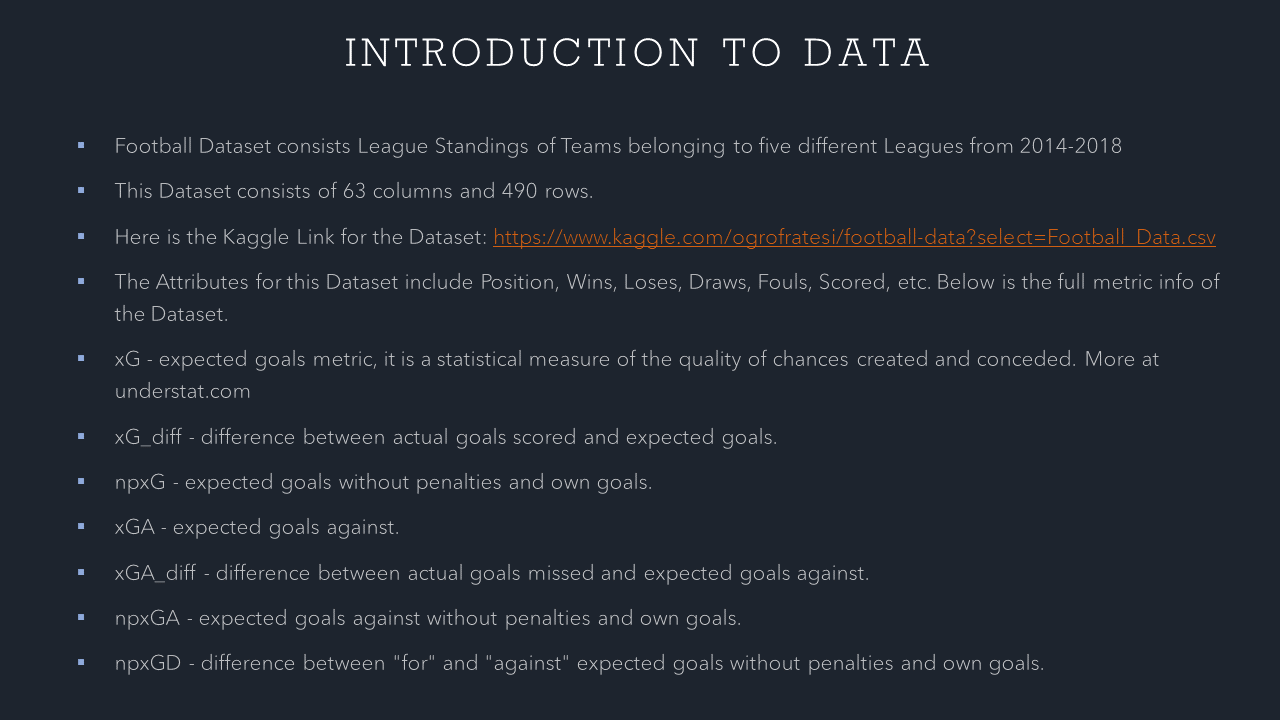 INTRODUCTION TO DATA
Football Dataset consists League Standings of Teams belonging to five different Leagues from 2014-2018
This Dataset consists of 63 columns and 490 rows.
Here is the Kaggle Link for the Dataset: https://www.kaggle.com/ogrofratesi/football-data?select=Football_Data.csv
The Attributes for this Dataset include Position, Wins, Loses, Draws, Fouls, Scored, etc. Below is the full metric info of
the Dataset.
xG - expected goals metric, it is a statistical measure of the quality of chances created and conceded. More at
understat.com
xG_diff - difference between actual goals scored and expected goals.
npxG - expected goals without penalties and own goals.
xGA - expected goals against.
xGA_diff - difference between actual goals missed and expected goals against.
npxGA - expected goals against without penalties and own goals.
npxGD - difference between "for" and "against" expected goals without penalties and own goals.